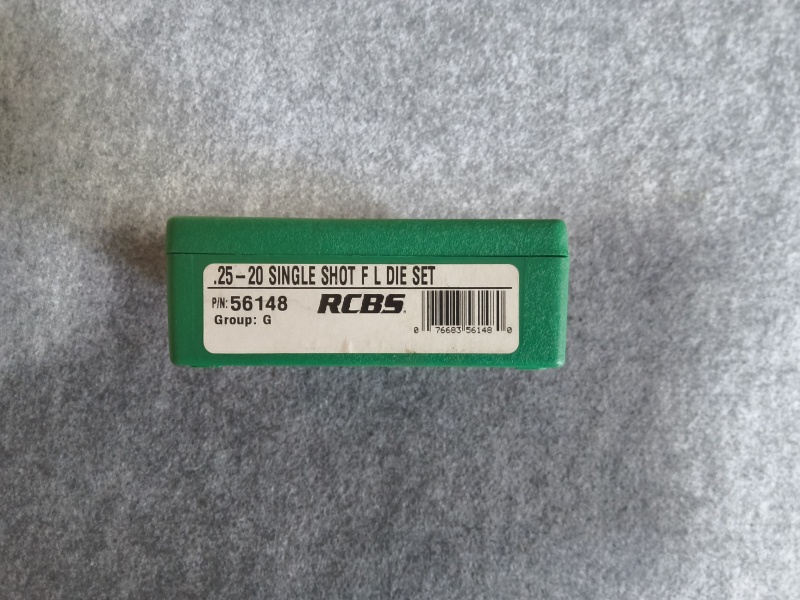 .25-20 SINGLE SHOT F L DIE SET
P/N: 56148 RCBS.
Group: G
0 76683 56148 0